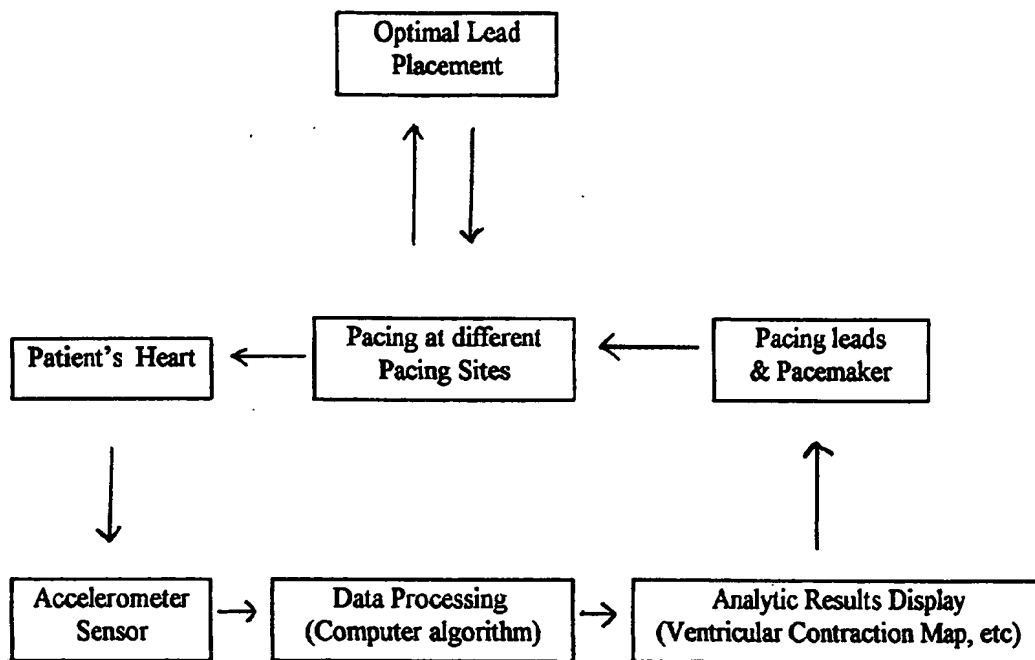 Optimal Lead
Placement
Patient's Heart
Pacing at different
Pacing Sites
Pacing leads
& Pacemaker
Accelerometer
Sensor
Data Processing
(Computer algorithm)
Analytic Results Display
(Ventricular Contraction Map, etc)